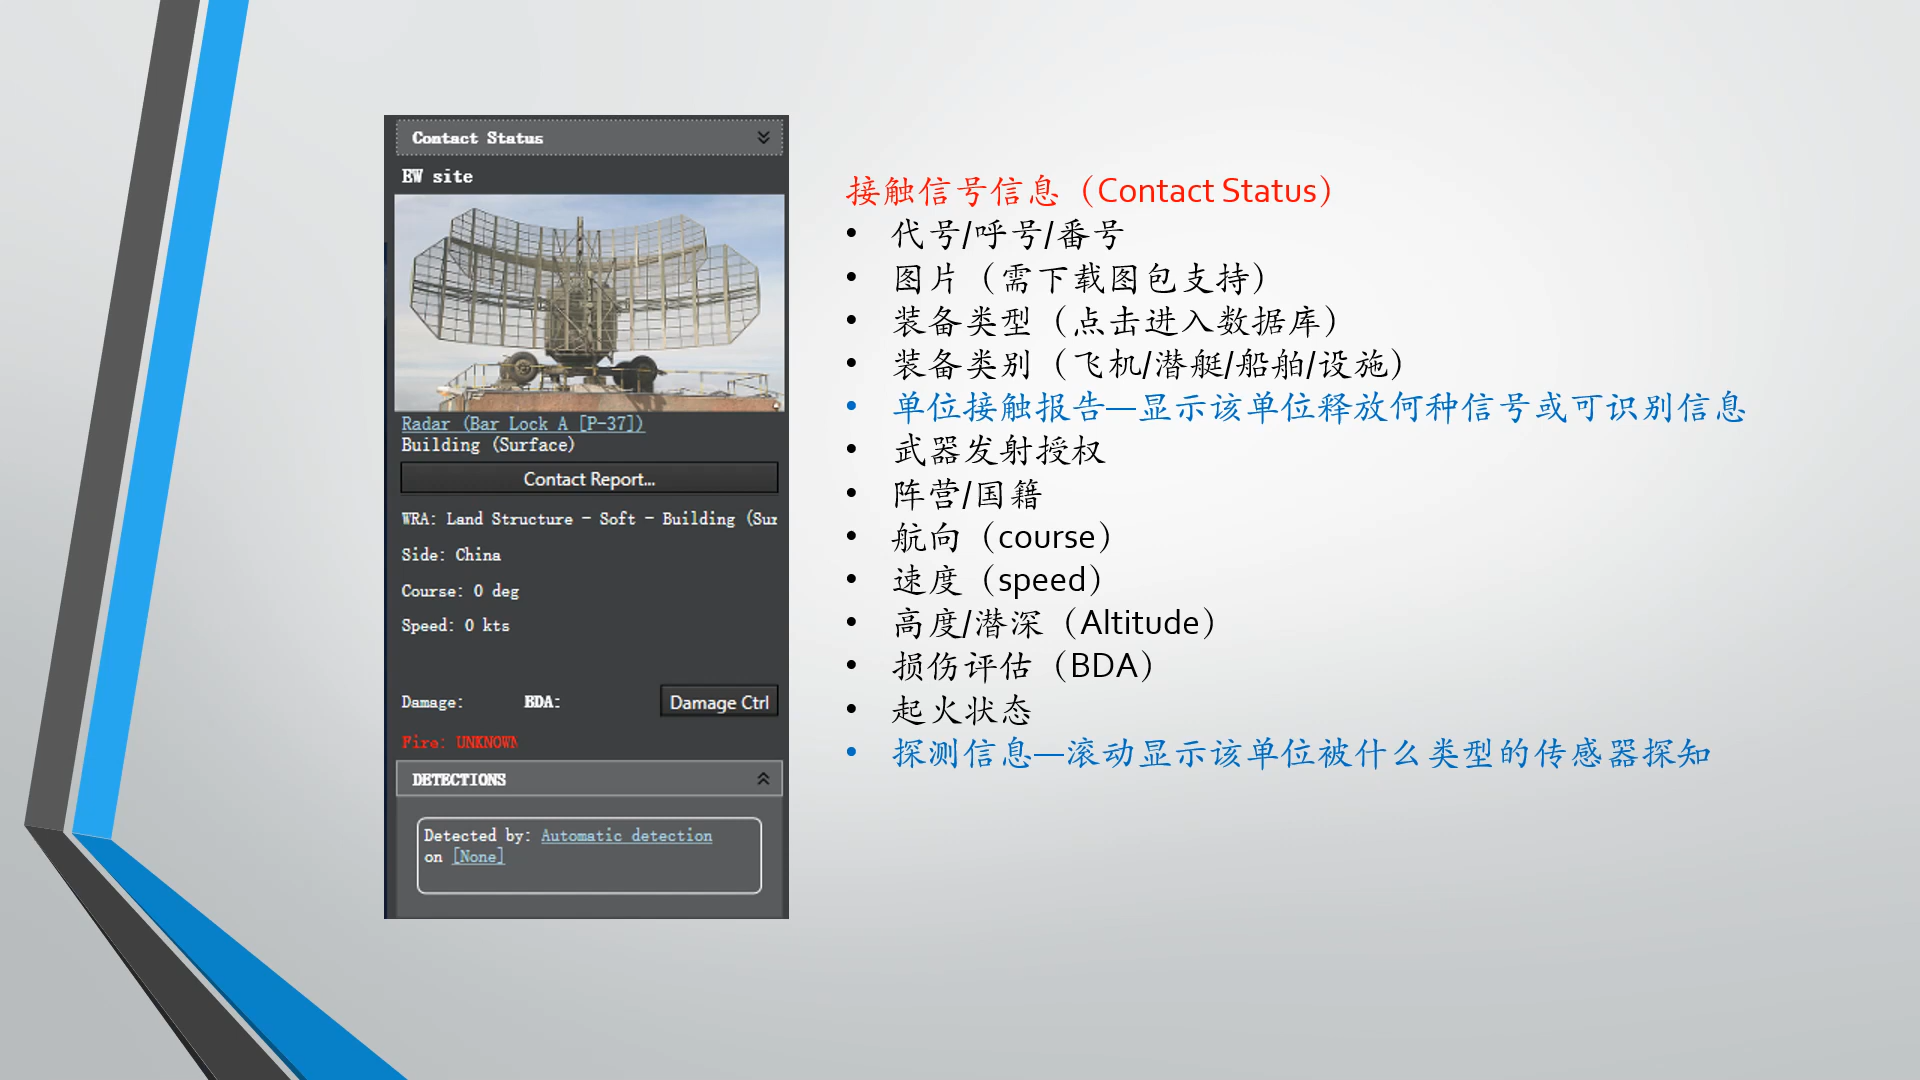 Contact Status
EW site
Radar (Bar Lock A [P-37])
Building (Surface)
Contact Report...
WRA: Land Structure - Soft - Building (Sur
Side: China
Course: 0 deg
Speed: 0 kts
Damage: BDA: Damage Ctrl
Fire: UNKNOWN
DETECTIONS
Detected by: Automatic detection
on [None]
接触信号信息（Contact Status）
• 代号/呼号/番号
• 图片（需下载图包支持）
• 装备类型（点击进入数据库）
• 装备类别（飞机/潜艇/船舶/设施）
• 单位接触报告—显示该单位释放何种信号或可识别信息
• 武器发射授权
• 阵营/国籍
• 航向（course）
• 速度（speed）
• 高度/潜深（Altitude）
• 损伤评估（BDA）
• 起火状态
• 探测信息—滚动显示该单位被什么类型的传感器探知